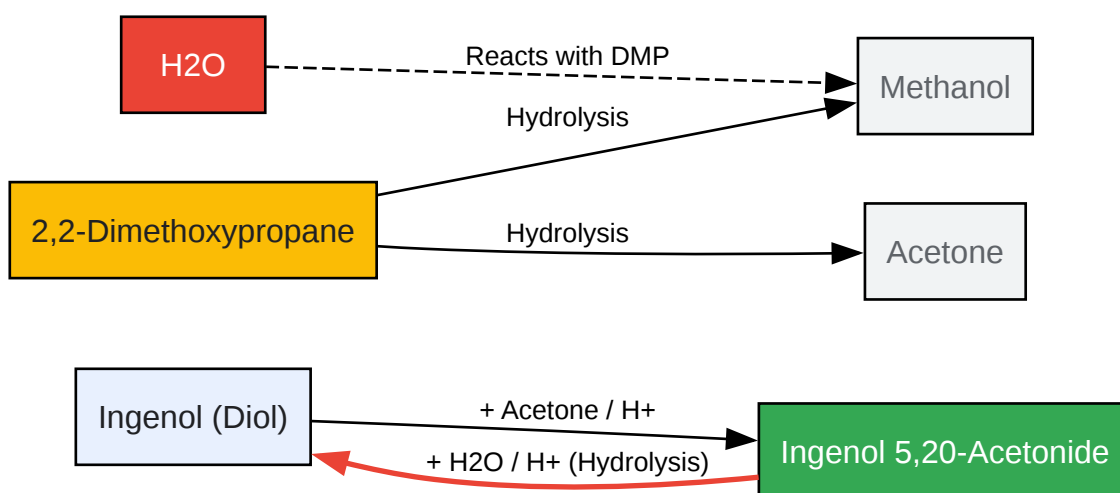 H2O
Reacts with DMP
Methanol
Hydrolysis
2,2-Dimethoxypropane
Hydrolysis
Acetone
Ingenol (Diol)
+ Acetone / H+
+ H2O / H+ (Hydrolysis)
Ingenol 5,20-Acetonide